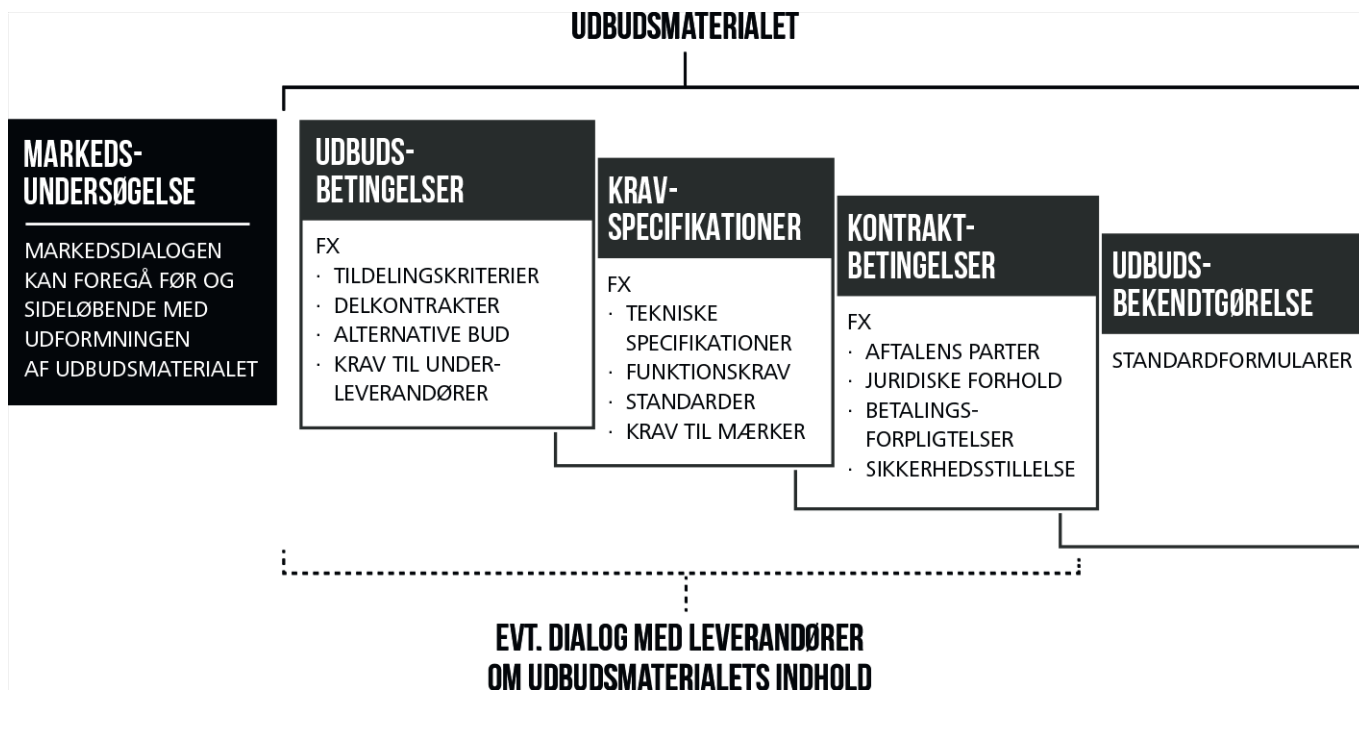 UDBUDSMATERIALET
MARKEDS-
UNDERSØGELSE
MARKEDSDIALOGEN
KAN FOREGÅ FØR OG
SIDELØBENDE MED
UDFORMNINGEN
AF UDBUDSMATERIALET
UDBUDS-
BETINGELSER
FX
· TILDELINGSKRITERIER
· DELKONTRAKTER
· ALTERNATIVE BUD
· KRAV TIL UNDER-
LEVERANDØRER
KRAV-
SPECIFIKATIONER
FX
· TEKNISKE
SPECIFIKATIONER
· FUNKTIONSKRAV
· STANDARDER
· KRAV TIL MÆRKER
KONTRAKT-
BETINGELSER
FX
· AFTALENS PARTER
· JURIDISKE FORHOLD
· BETALINGS-
FORPLIGTELSER
· SIKKERHEDSSTILLELSE
UDBUDS-
BEKENDTGØRELSE
STANDARDFORMULARER
EVT. DIALOG MED LEVERANDØRER
OM UDBUDSMATERIALETS INDHOLD